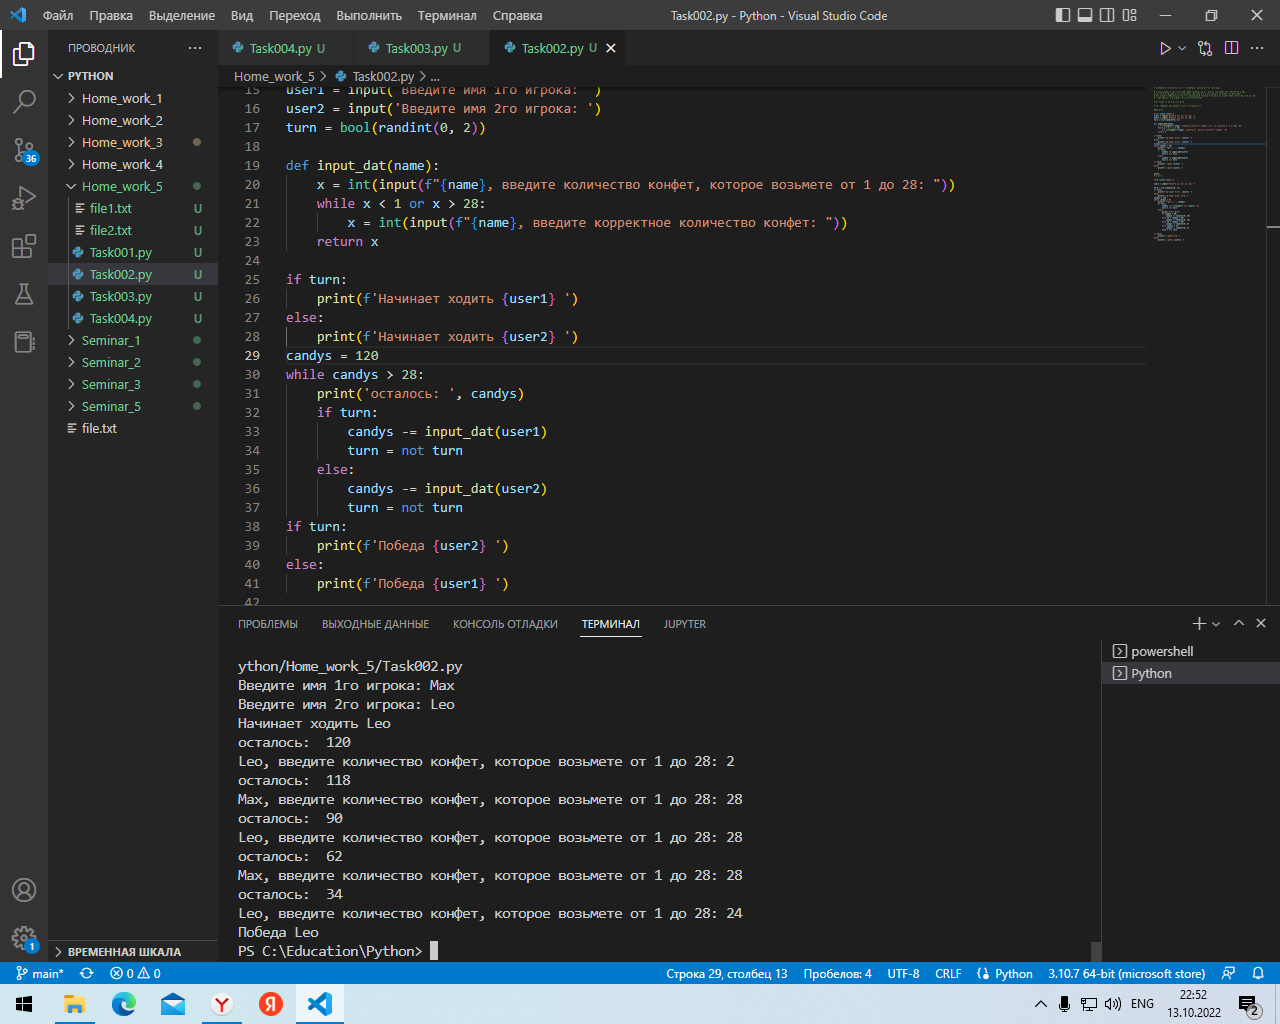 Файл Правка Выделение Вид Переход Выполнить Терминал Справка Task002.py - Python - Visual Studio Code
ПРОВОДНИК
PYTHON
Home_work_1
Home_work_2
Home_work_3
Home_work_4
Home_work_5
file1.txt U
file2.txt U
Task001.py U
Task002.py U
Task003.py U
Task004.py U
Seminar_1
Seminar_2
Seminar_3
Seminar_5
file.txt
ВРЕМЕННАЯ ШКАЛА
36
1
Task004.py U Task003.py U Task002.py U
Home_work_5 > Task002.py > ...
15 user1 = input('Введите имя 1го игрока: ')
16 user2 = input('Введите имя 2го игрока: ')
17 turn = bool(randint(0, 2))
18
19 def input_dat(name):
20     x = int(input(f"{name}, введите количество конфет, которое возьмете от 1 до 28: "))
21     while x < 1 or x > 28:
22         x = int(input(f"{name}, введите корректное количество конфет: "))
23     return x
24
25 if turn:
26     print(f'Начинает ходить {user1} ')
27 else:
28     print(f'Начинает ходить {user2} ')
29 candys = 120
30 while candys > 28:
31     print('осталось: ', candys)
32     if turn:
33         candys -= input_dat(user1)
34         turn = not turn
35     else:
36         candys -= input_dat(user2)
37         turn = not turn
38 if turn:
39     print(f'Победа {user2} ')
40 else:
41     print(f'Победа {user1} ')
42
ПРОБЛЕМЫ ВЫХОДНЫЕ ДАННЫЕ КОНСОЛЬ ОТЛАДКИ ТЕРМИНАЛ JUPYTER
powershell
Python
ython/Home_work_5/Task002.py
Введите имя 1го игрока: Max
Введите имя 2го игрока: Leo
Начинает ходить Leo
осталось:  120
Leo, введите количество конфет, которое возьмете от 1 до 28: 2
осталось:  118
Max, введите количество конфет, которое возьмете от 1 до 28: 28
осталось:  90
Leo, введите количество конфет, которое возьмете от 1 до 28: 28
осталось:  62
Max, введите количество конфет, которое возьмете от 1 до 28: 28
осталось:  34
Leo, введите количество конфет, которое возьмете от 1 до 28: 24
Победа Leo
PS C:\Education\Python>
main* 0 0 Строка 29, столбец 13 Пробелов: 4 UTF-8 CRLF Python 3.10.7 64-bit (microsoft store)
Y Я ENG 22:52
13.10.2022 2